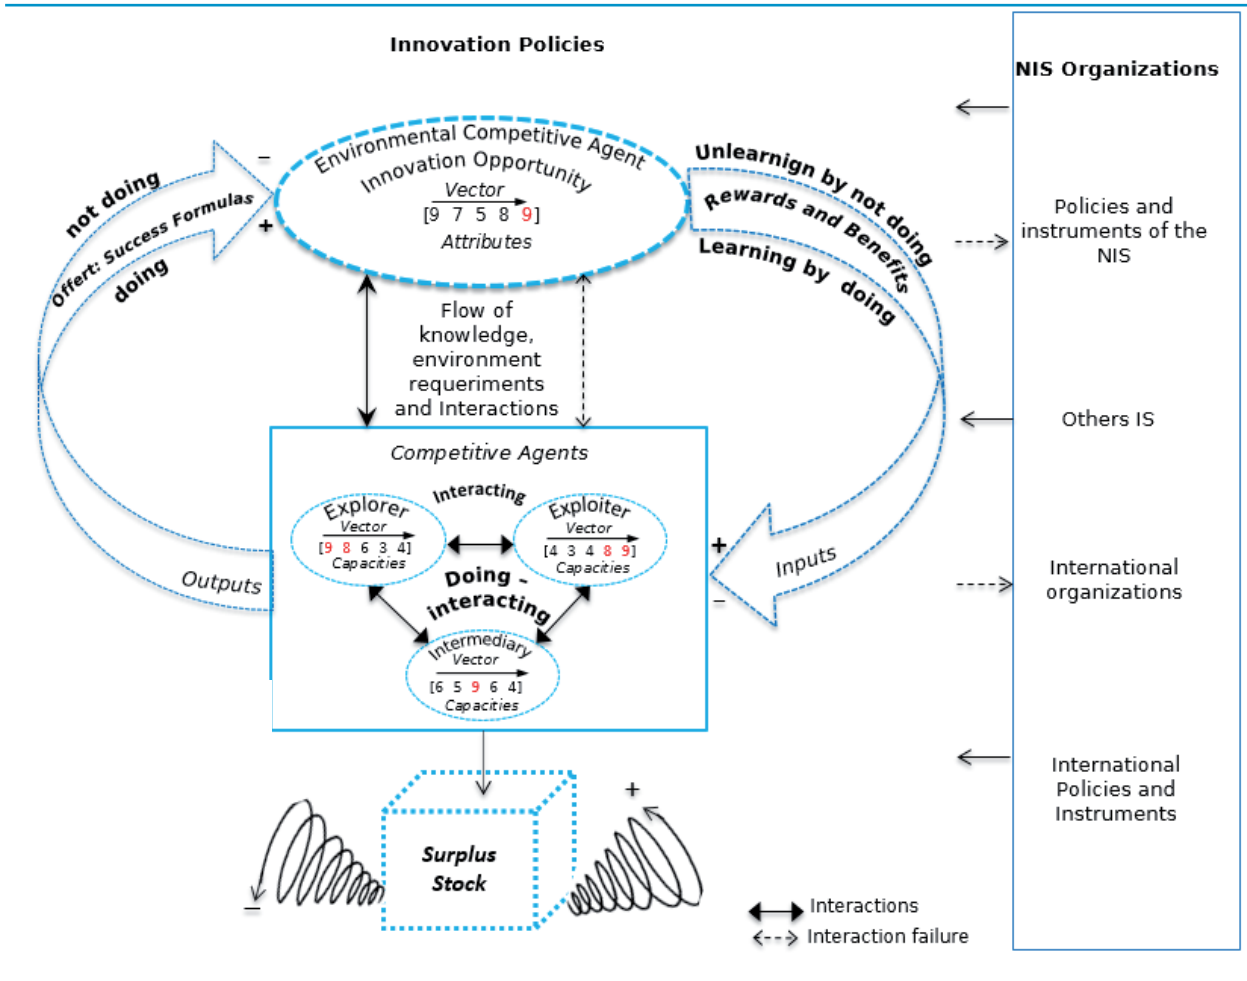 Innovation Policies
NIS Organizations
Environmental Competitive Agent
Innovation Opportunity
Vector
[9 7 5 8 9]
Attributes
−
+
not doing
Offert: Success Formulas
doing
Unlearnign by not doing
Rewards and Benefits
Learning by doing
Policies and
instruments of the
NIS
Flow of
knowledge,
environment
requeriments
and Interactions
Others IS
Competitive Agents
Interacting
Explorer
Vector
[9 8 6 3 4]
Capacities
Exploiter
Vector
[4 3 4 8 9]
Capacities
Doing -
interacting
Intermediary
Vector
[6 5 9 6 4]
Capacities
Outputs
+
Inputs
−
International
organizations
International
Policies and
Instruments
Surplus
Stock
+
−
Interactions
Interaction failure